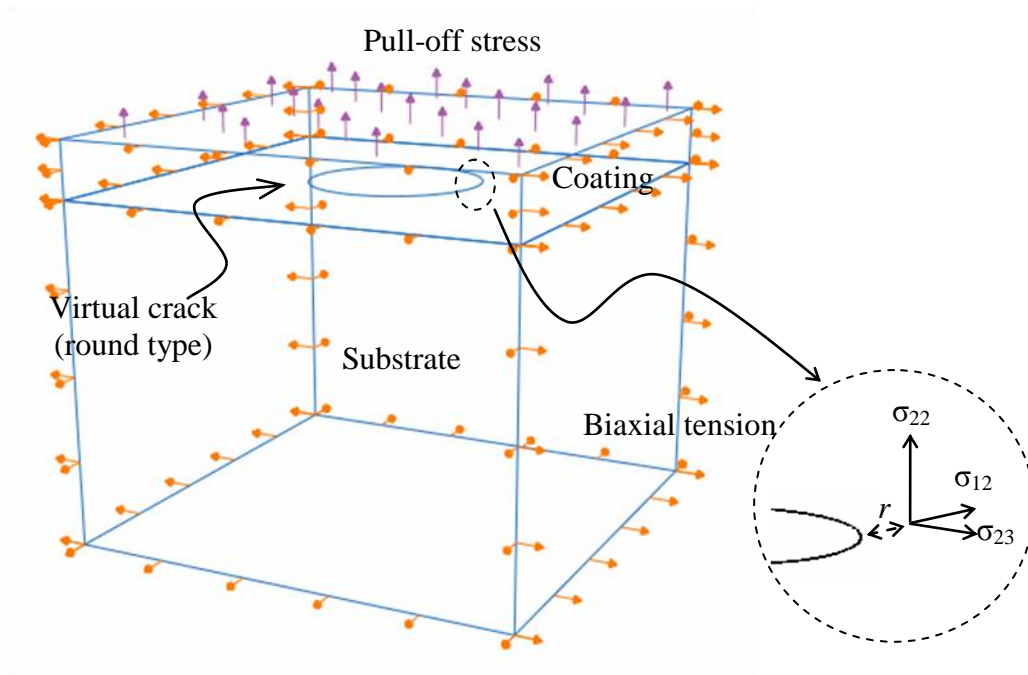 Pull-off stress
Coating
Virtual crack
(round type)
Substrate
Biaxial tension
σ22
σ12
r
σ23